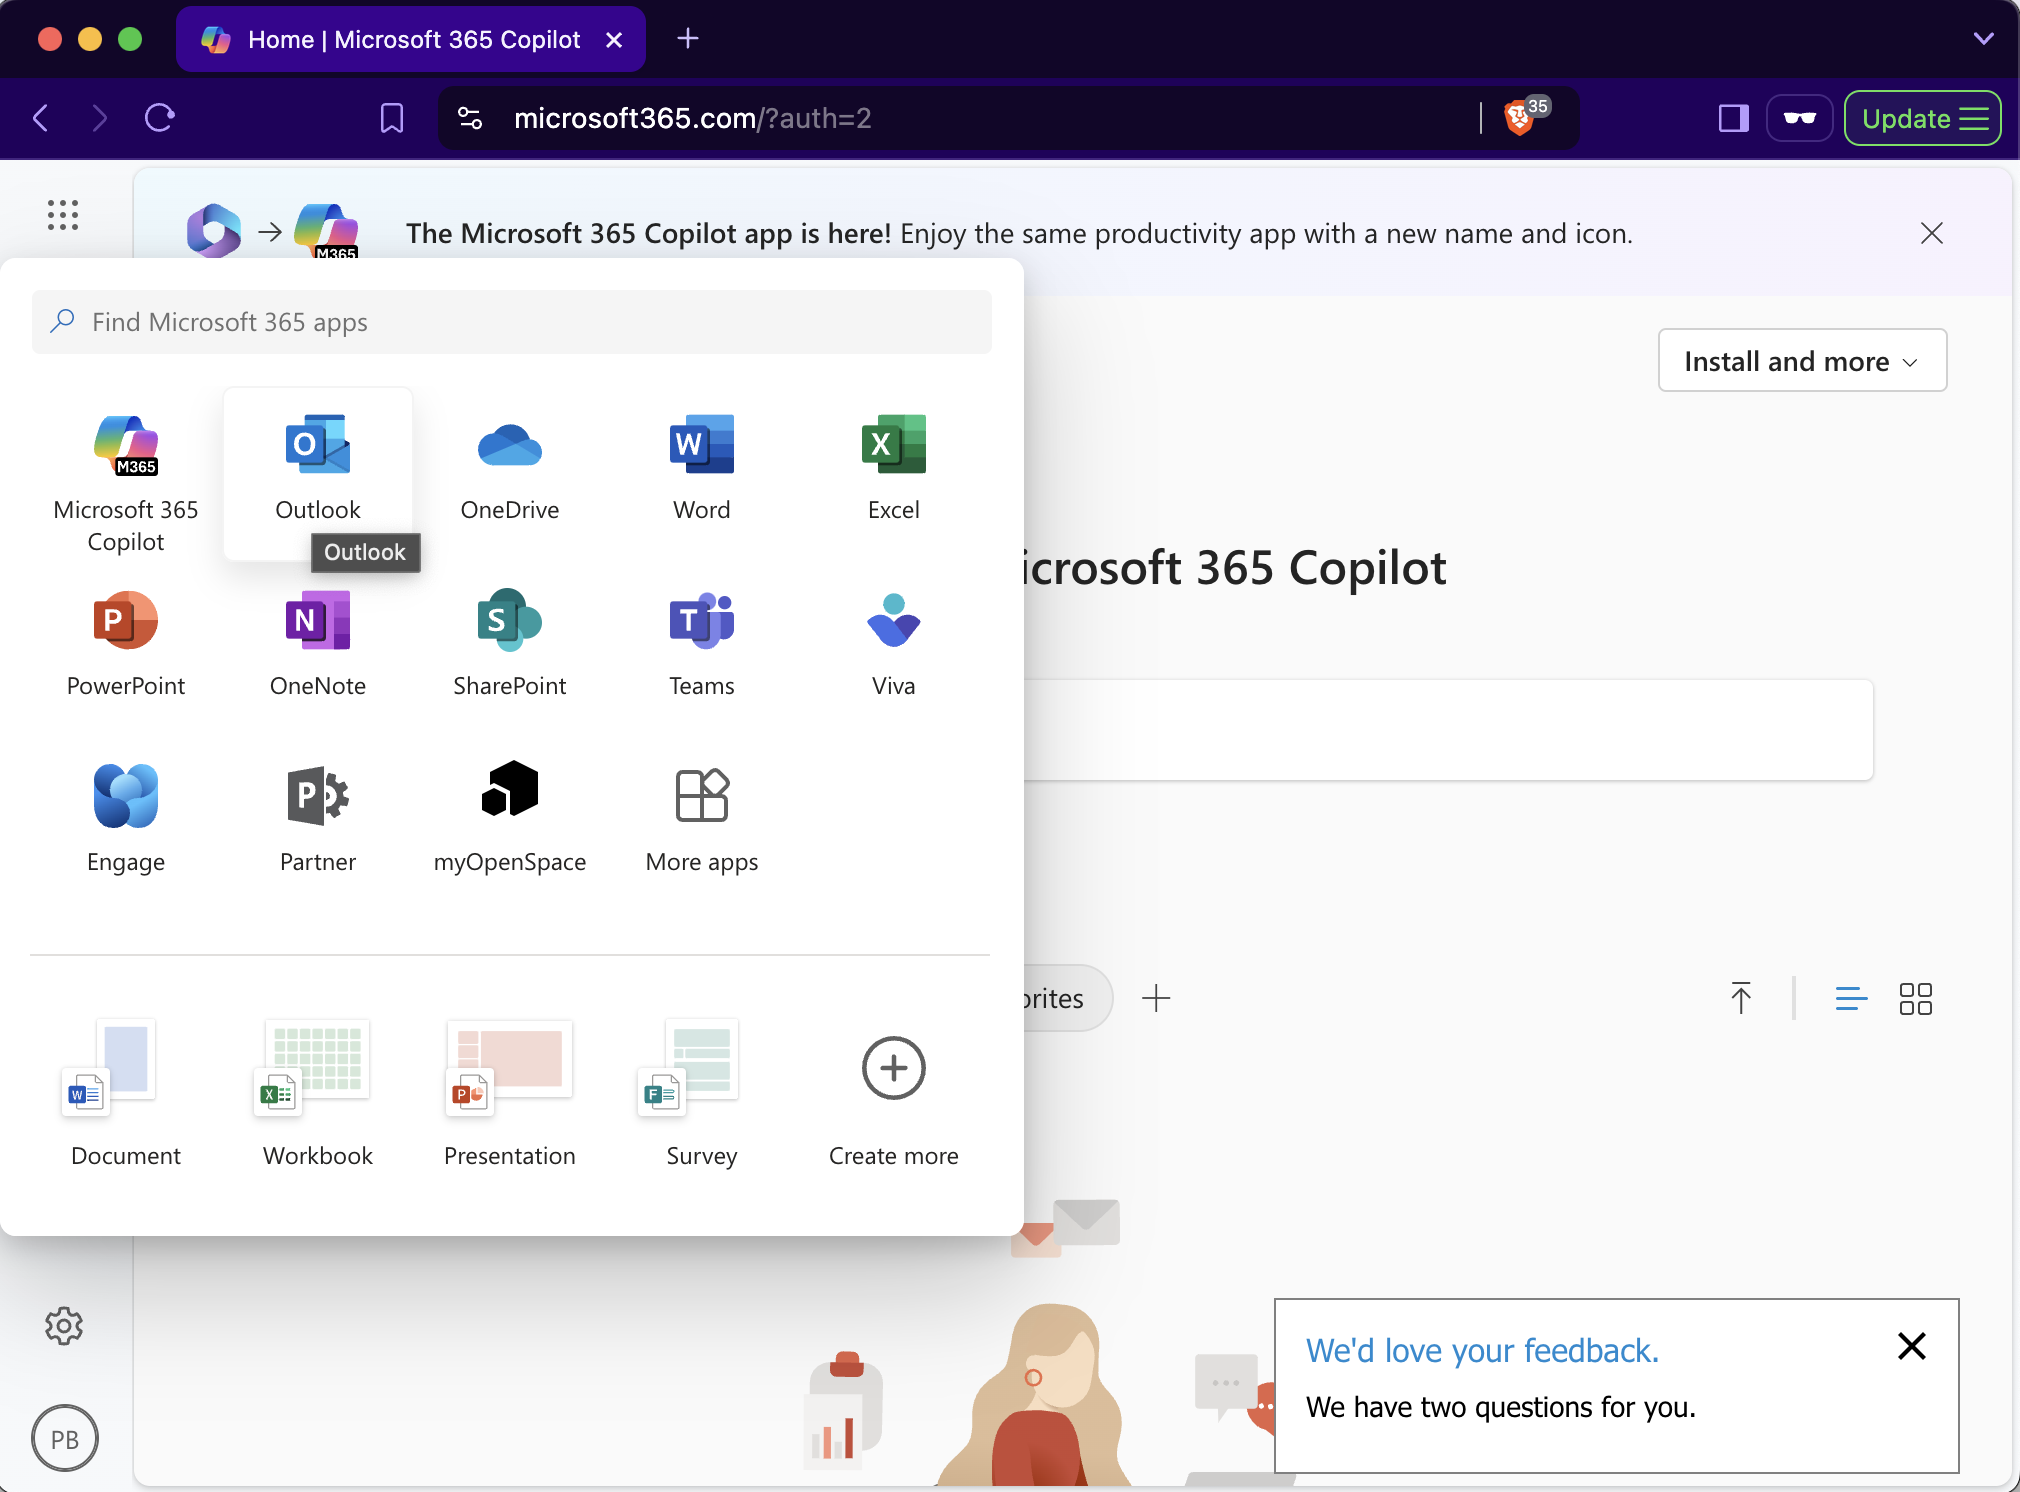 Home | Microsoft 365 Copilot
microsoft365.com/?auth=2
35
Update
M365
The Microsoft 365 Copilot app is here! Enjoy the same productivity app with a new name and icon.
Find Microsoft 365 apps
Install and more
M365
O
W
X
Microsoft 365 Copilot
Outlook
OneDrive
Word
Excel
Outlook
icrosoft 365 Copilot
P
N
S
T
PowerPoint
OneNote
SharePoint
Teams
Viva
P
Engage
Partner
myOpenSpace
More apps
orites
W
X
P
F
Document
Workbook
Presentation
Survey
Create more
We'd love your feedback.
We have two questions for you.
PB